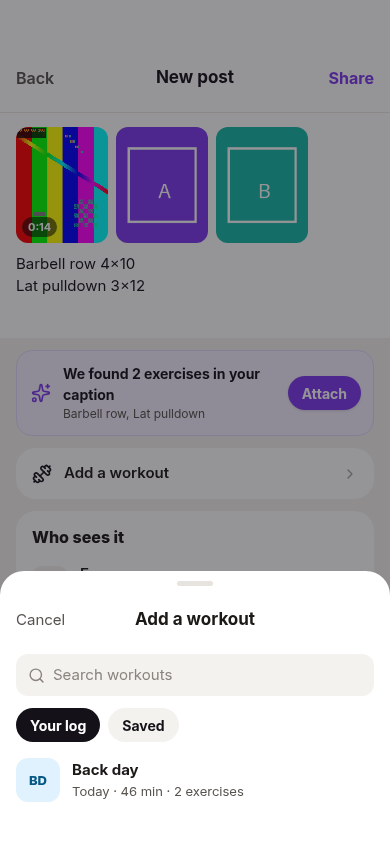 Back
New post
Share
0:14
A
B
Barbell row 4×10
Lat pulldown 3×12
We found 2 exercises in your
caption
Barbell row, Lat pulldown
Attach
Add a workout
Who sees it
Cancel
Add a workout
Search workouts
Your log
Saved
BD
Back day
Today · 46 min · 2 exercises